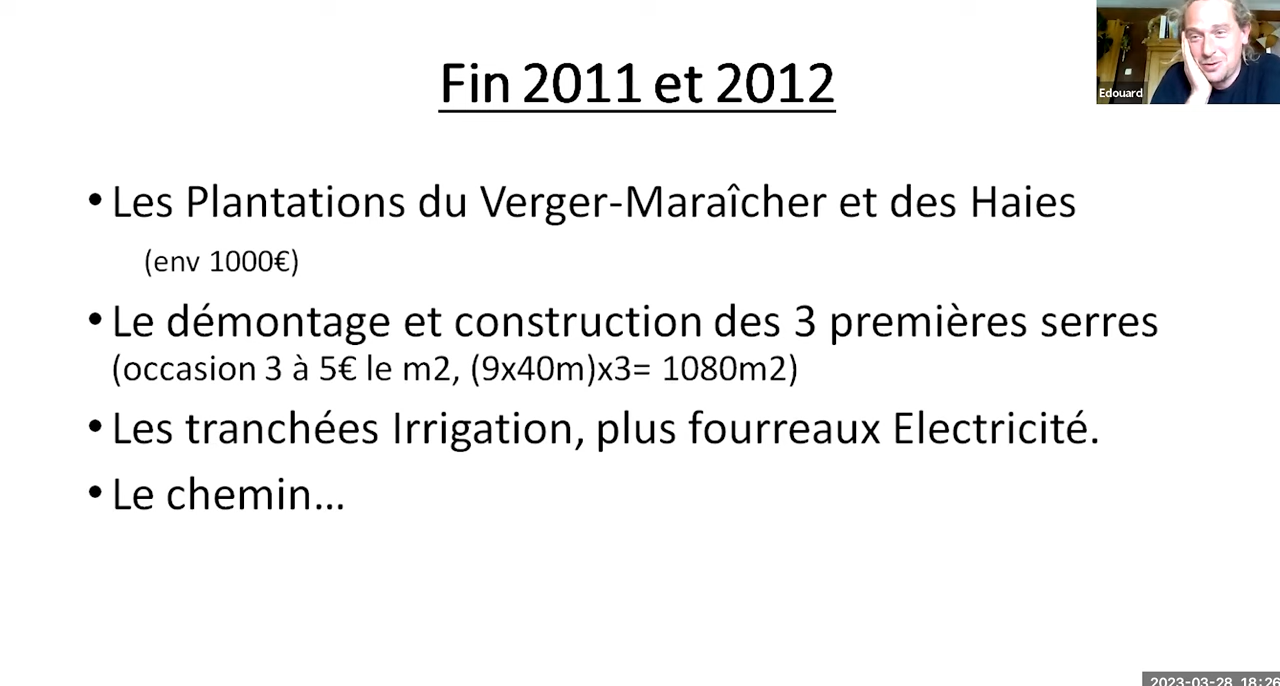 Fin 2011 et 2012
Edouard
• Les Plantations du Verger-Maraîcher et des Haies
(env 1000€)
• Le démontage et construction des 3 premières serres
(occasion 3 à 5€ le m2, (9x40m)x3= 1080m2)
• Les tranchées Irrigation, plus fourreaux Electricité.
• Le chemin...
2023-03-28 18:26